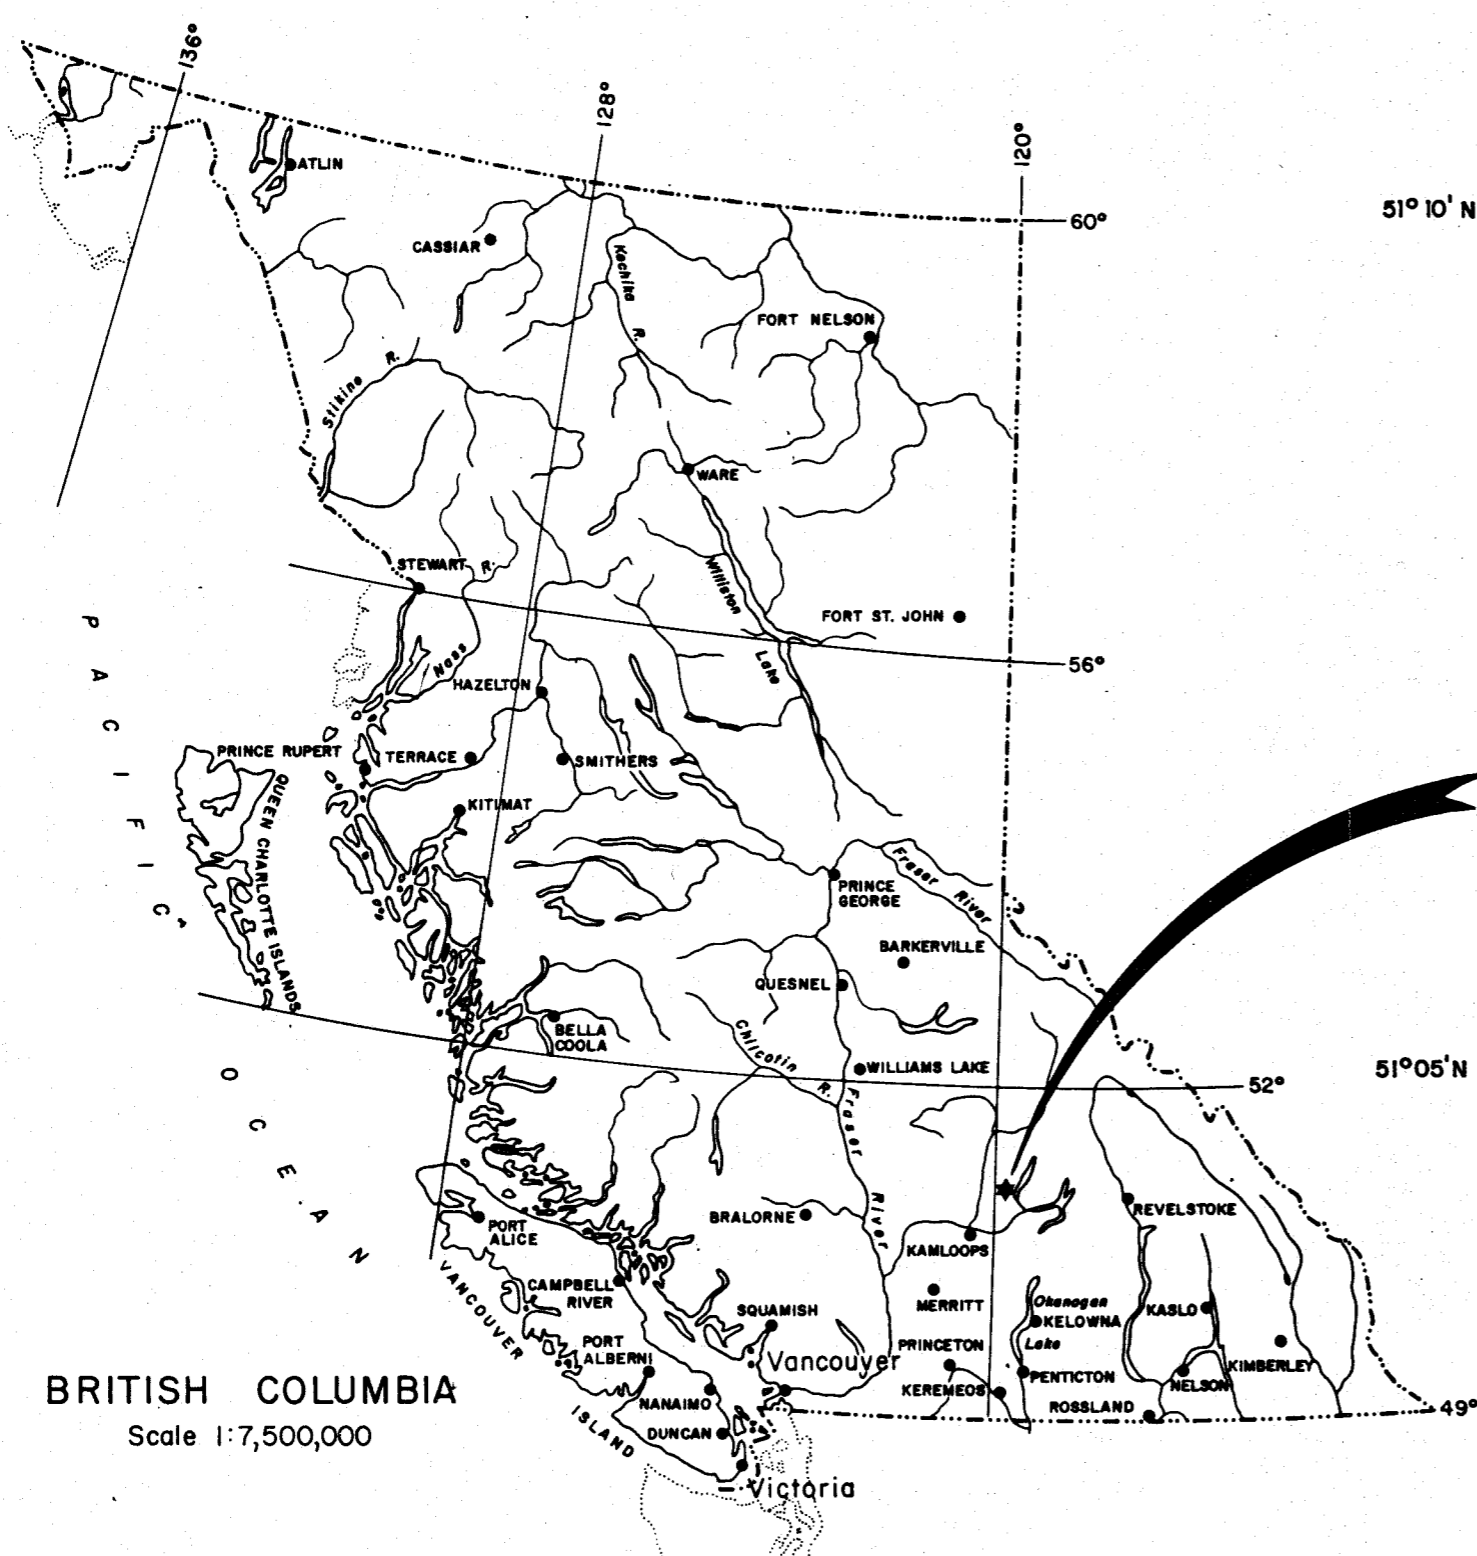 136°
128°
120°
ATLIN
60°
51° 10' N
CASSIAR
Kechika
R.
FORT NELSON
Stikine R.
WARE
STEWART
R.
Williston
Lake
FORT ST. JOHN
56°
Nass
HAZELTON
PRINCE RUPERT
TERRACE
SMITHERS
KITIMAT
QUEEN CHARLOTTE ISLANDS
PACIFIC
OCEAN
Fraser River
PRINCE
GEORGE
BARKERVILLE
QUESNEL
BELLA
COOLA
Chilcotin
R.
WILLIAMS LAKE
52°
51°05'N
Fraser
River
REVELSTOKE
BRALORNE
PORT
ALICE
KAMLOOPS
CAMPBELL
RIVER
MERRITT
Okanogan
Lake
KELOWNA
KASLO
SQUAMISH
VANCOUVER
ISLAND
PORT
ALBERNI
PRINCETON
Vancouver
KEREMEOS
PENTICTON
NELSON
KIMBERLEY
NANAIMO
ROSSLAND
49°
DUNCAN
Victoria
BRITISH COLUMBIA
Scale 1:7,500,000